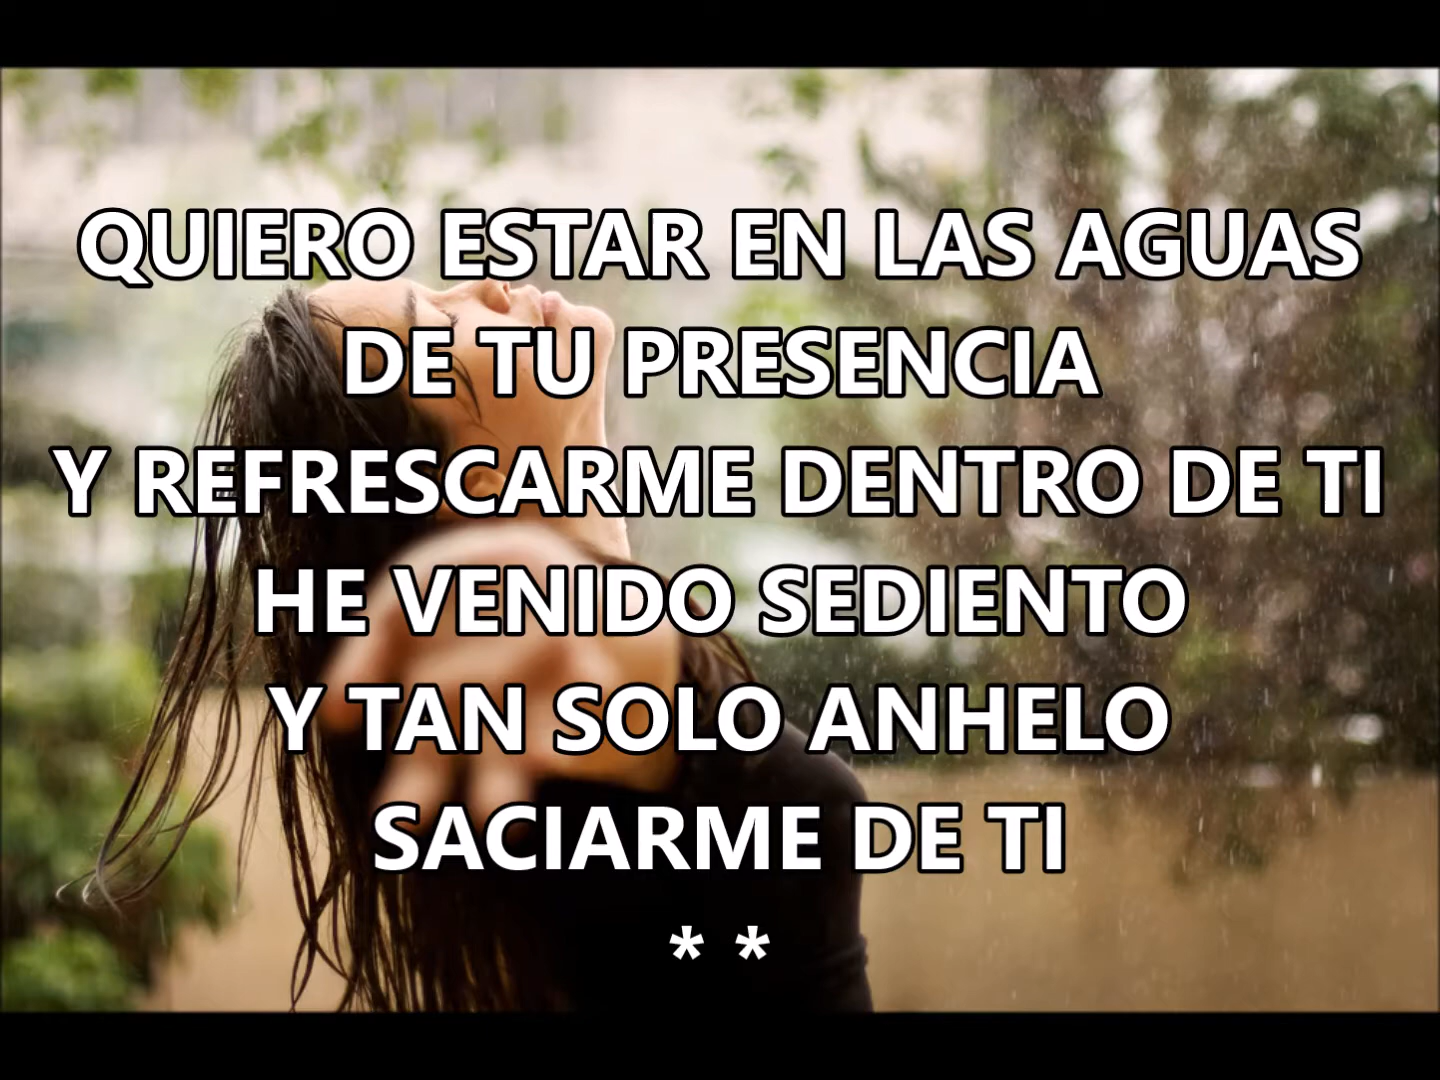 QUIERO ESTAR EN LAS AGUAS
DE TU PRESENCIA
Y REFRESCARME DENTRO DE TI
HE VENIDO SEDIENTO
Y TAN SOLO ANHELO
SACIARME DE TI
* *